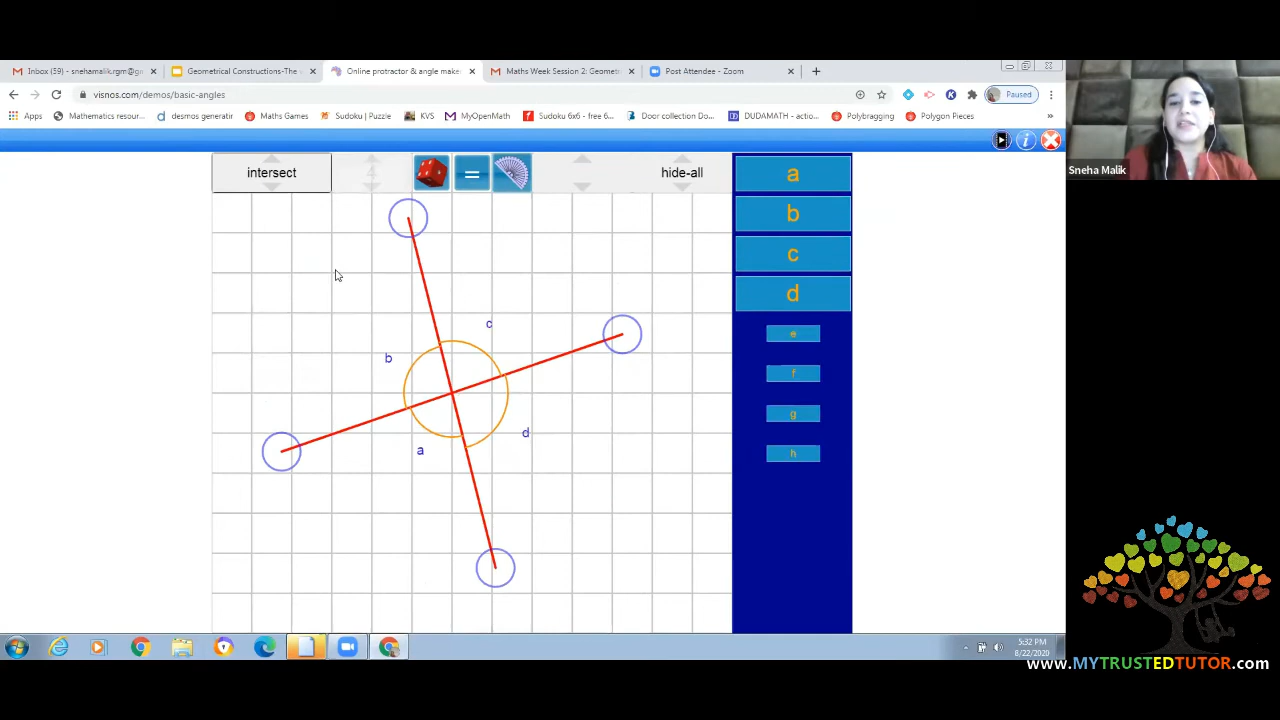 Inbox (59) - snehamalik.rgm@g
Geometrical Constructions-The
Online protractor & angle make
Maths Week Session 2: Geomet
Post Attendee - Zoom
visnos.com/demos/basic-angles
Paused
Apps
Mathematics resour...
desmos generatir
Maths Games
Sudoku | Puzzle
KVS
MyOpenMath
Sudoku 6x6 - free 6...
Door collection Do...
DUDAMATH - actio...
Polybragging
Polygon Pieces
Sneha Malik
intersect
4
=
hide-all
a
b
c
d
e
f
g
h
c
b
d
a
5:32 PM
8/22/2020
www.MYTRUSTEDTUTOR.com